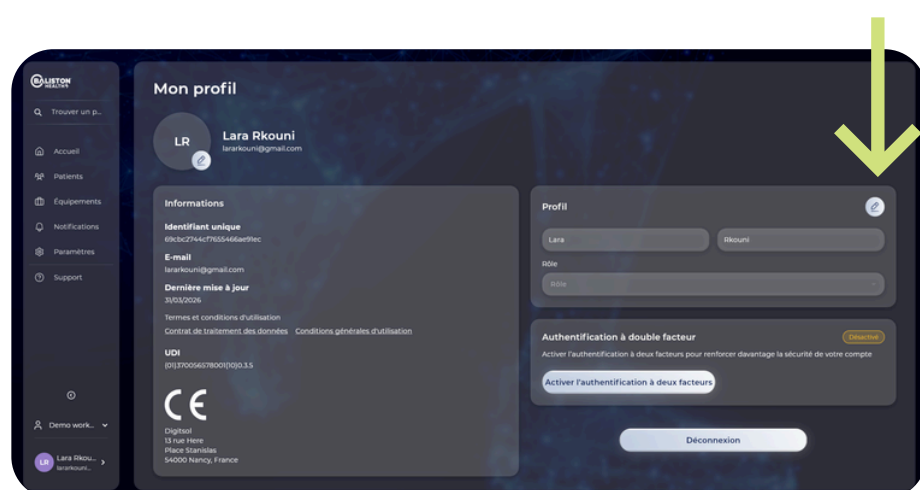 BALISTON
HEALTH
Trouver un p...
Accueil
Patients
Équipements
Notifications
Paramètres
Support
Demo work...
LR
Lara Rkou...
lararkouni...
Mon profil
LR
Lara Rkouni
lararkouni@gmail.com
Informations
Identifiant unique
69cbc2744cf7655466ae91ec
E-mail
lararkouni@gmail.com
Dernière mise à jour
31/03/2026
Termes et conditions d'utilisation
Contrat de traitement des données Conditions générales d'utilisation
UDI
(01)3700565780011(10)0.3.5
CE
Digitsol
13 rue Here
Place Stanislas
54000 Nancy, France
Profil
Lara Rkouni
Rôle
Rôle
Authentification à double facteur Désactivé
Activer l'authentification à deux facteurs pour renforcer davantage la sécurité de votre compte
Activer l'authentification à deux facteurs
Déconnexion